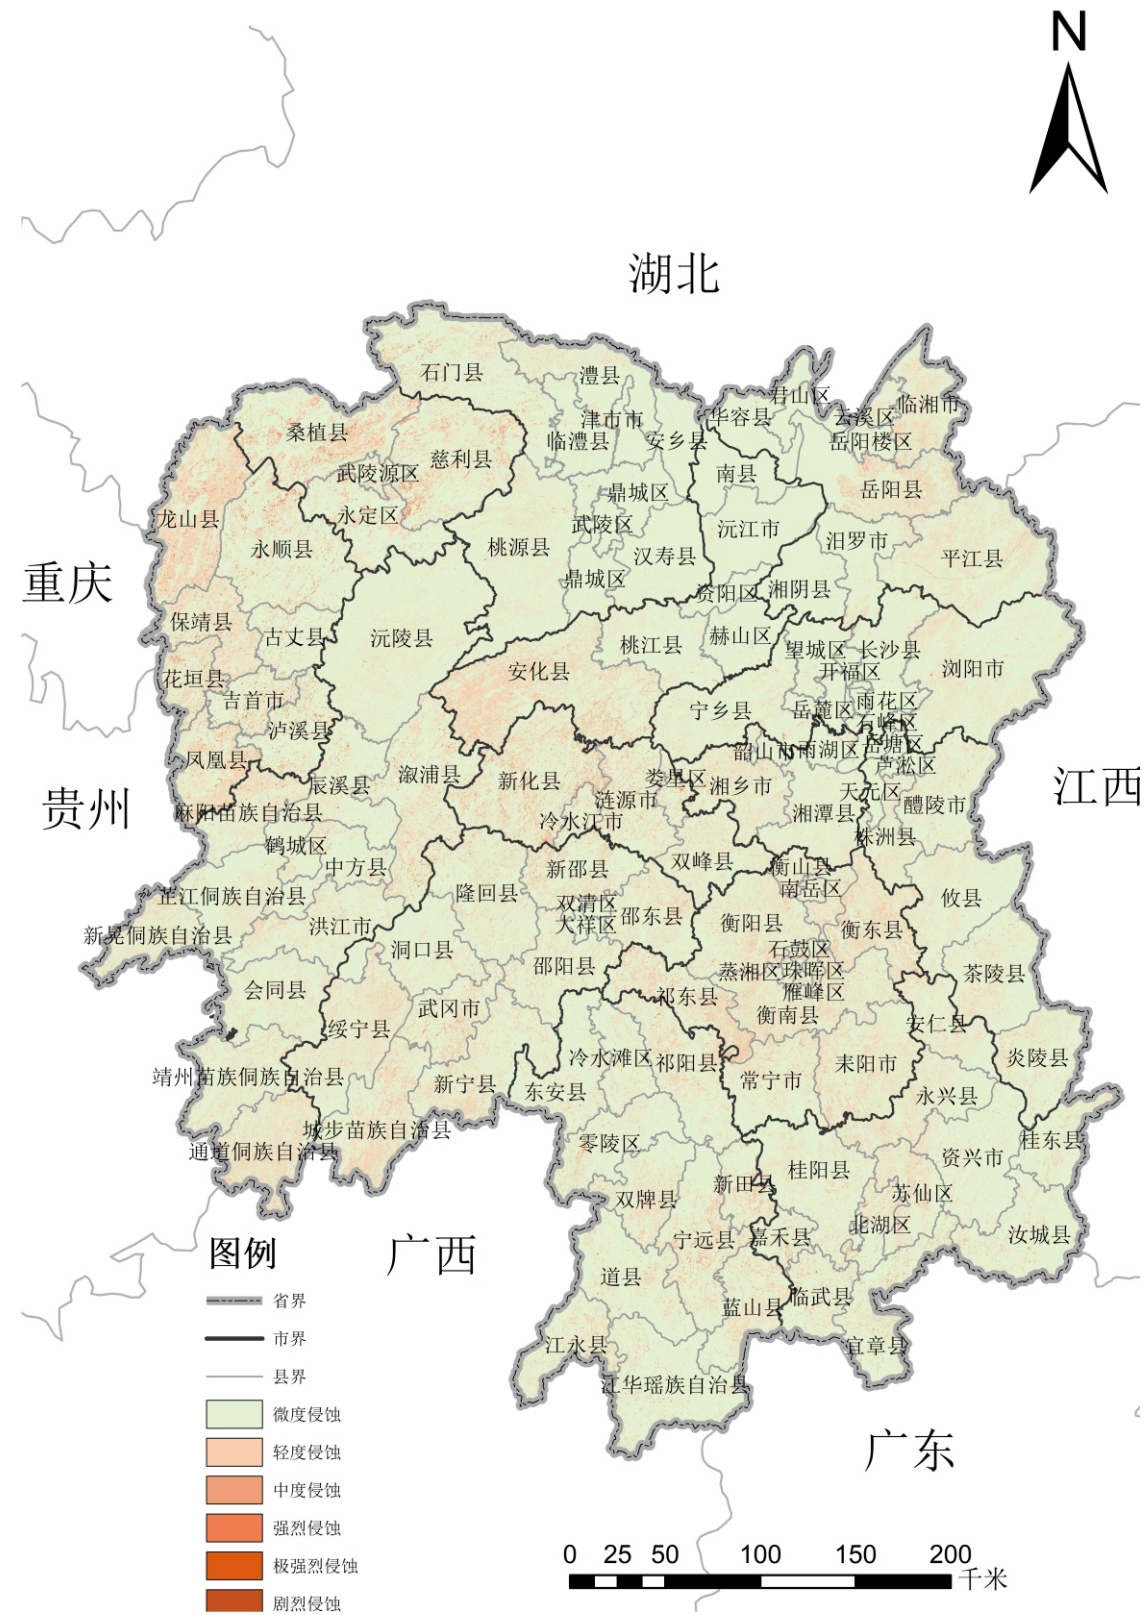 N
湖北
石门县
澧县
君山区
临湘市
津市市
华容县
云溪区
桑植县
临澧县
安乡县
岳阳楼区
慈利县
武陵源区
南县
岳阳县
鼎城区
龙山县
永定区
武陵区
沅江市
永顺县
桃源县
汉寿县
汨罗市
平江县
重庆
鼎城区
资阳区
湘阴县
保靖县
古丈县
沅陵县
桃江县
赫山区
望城区
长沙县
花垣县
安化县
开福区
浏阳市
吉首市
宁乡县
岳麓区
雨花区
石峰区
泸溪县
韶山市
雨湖区
岳塘区
凤凰县
溆浦县
新化县
娄星区
芦淞区
辰溪县
湘乡市
天元区
江西
贵州
涟源市
醴陵市
麻阳苗族自治县
冷水江市
湘潭县
株洲县
鹤城区
中方县
新邵县
双峰县
衡山县
南岳区
芷江侗族自治县
隆回县
双清区
攸县
洪江市
大祥区
邵东县
衡阳县
衡东县
新晃侗族自治县
洞口县
石鼓区
邵阳县
蒸湘区
珠晖区
茶陵县
会同县
祁东县
雁峰区
武冈市
衡南县
绥宁县
安仁县
冷水滩区
祁阳县
耒阳市
炎陵县
靖州苗族侗族自治县
新宁县
东安县
常宁市
永兴县
城步苗族自治县
零陵区
桂东县
通道侗族自治县
桂阳县
资兴市
新田县
苏仙区
双牌县
北湖区
宁远县
嘉禾县
汝城县
图例
广西
道县
省界
蓝山县
临武县
市界
江永县
宜章县
县界
江华瑶族自治县
微度侵蚀
广东
轻度侵蚀
中度侵蚀
强烈侵蚀
0 25 50 100 150 200
极强烈侵蚀
千米
剧烈侵蚀